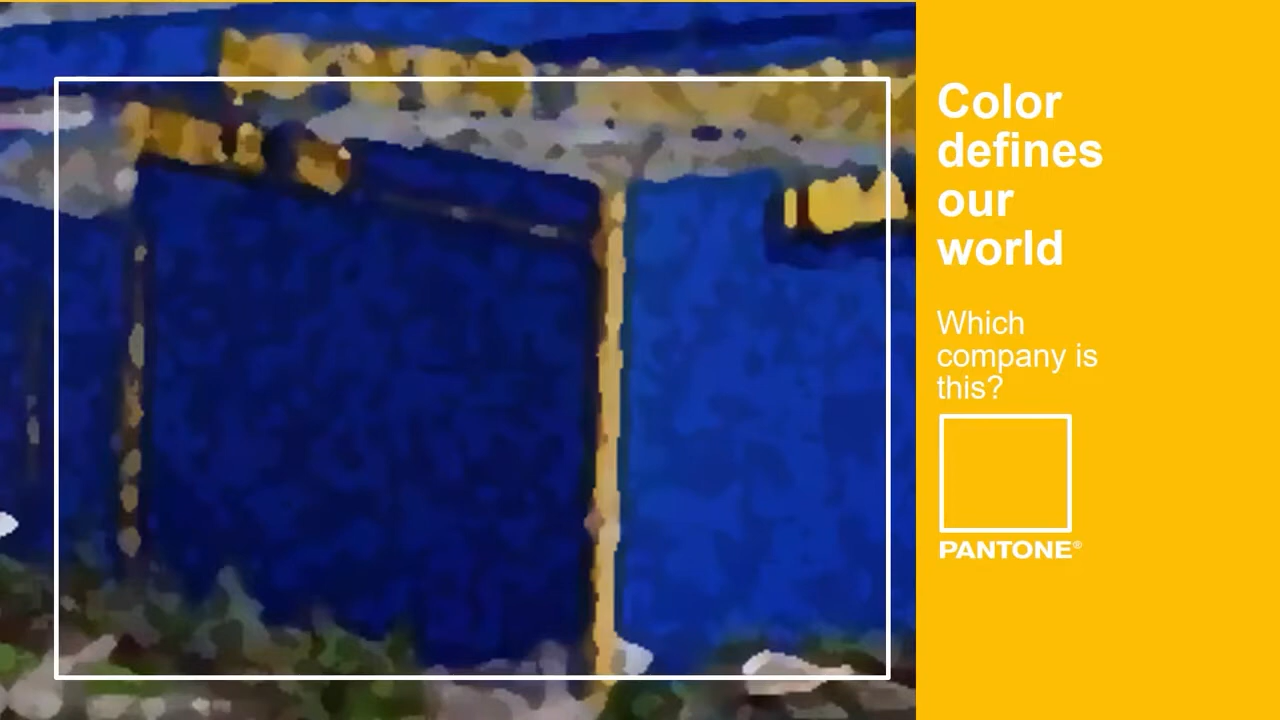 Color
defines
our
world
Which
company is
this?
PANTONE®